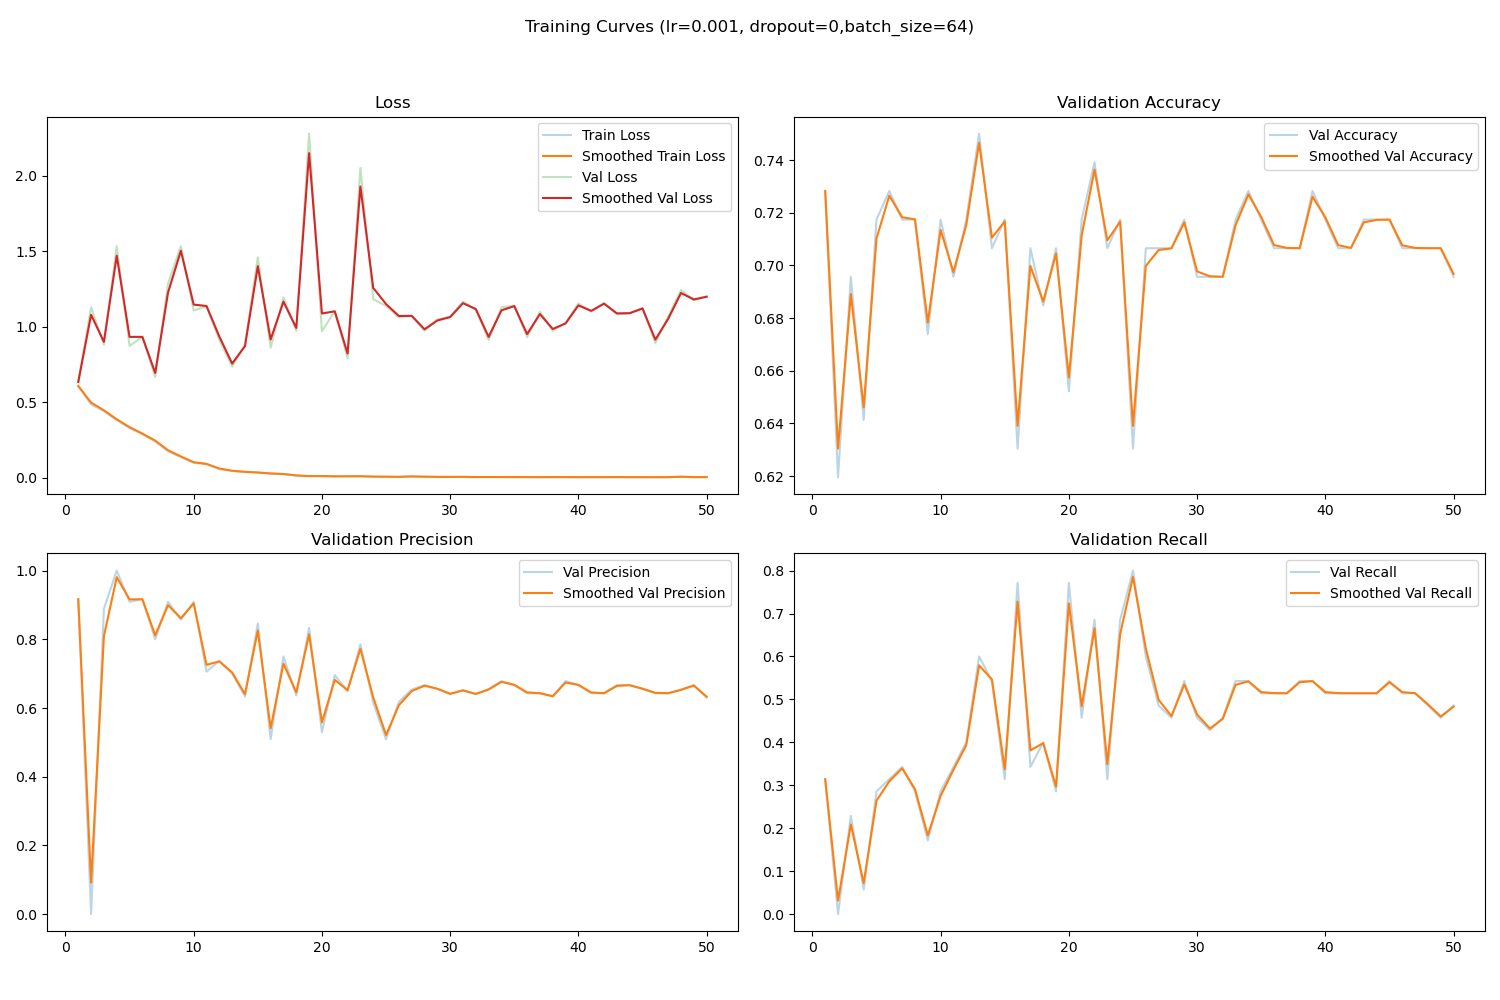 Training Curves (lr=0.001, dropout=0,batch_size=64)
Loss
Train Loss
Smoothed Train Loss
Val Loss
Smoothed Val Loss
2.0
1.5
1.0
0.5
0.0
0 10 20 30 40 50
Validation Accuracy
Val Accuracy
Smoothed Val Accuracy
0.74
0.72
0.70
0.68
0.66
0.64
0.62
0 10 20 30 40 50
Validation Precision
Val Precision
Smoothed Val Precision
1.0
0.8
0.6
0.4
0.2
0.0
0 10 20 30 40 50
Validation Recall
Val Recall
Smoothed Val Recall
0.8
0.7
0.6
0.5
0.4
0.3
0.2
0.1
0.0
0 10 20 30 40 50